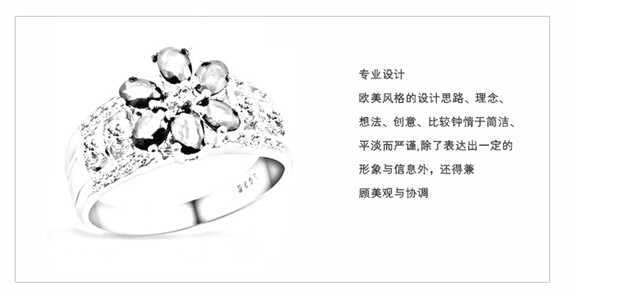 专业设计
欧美风格的设计思路、理念、
想法、创意、比较钟情于简洁、
平淡而严谨,除了表达出一定的
形象与信息外，还得兼
顾美观与协调